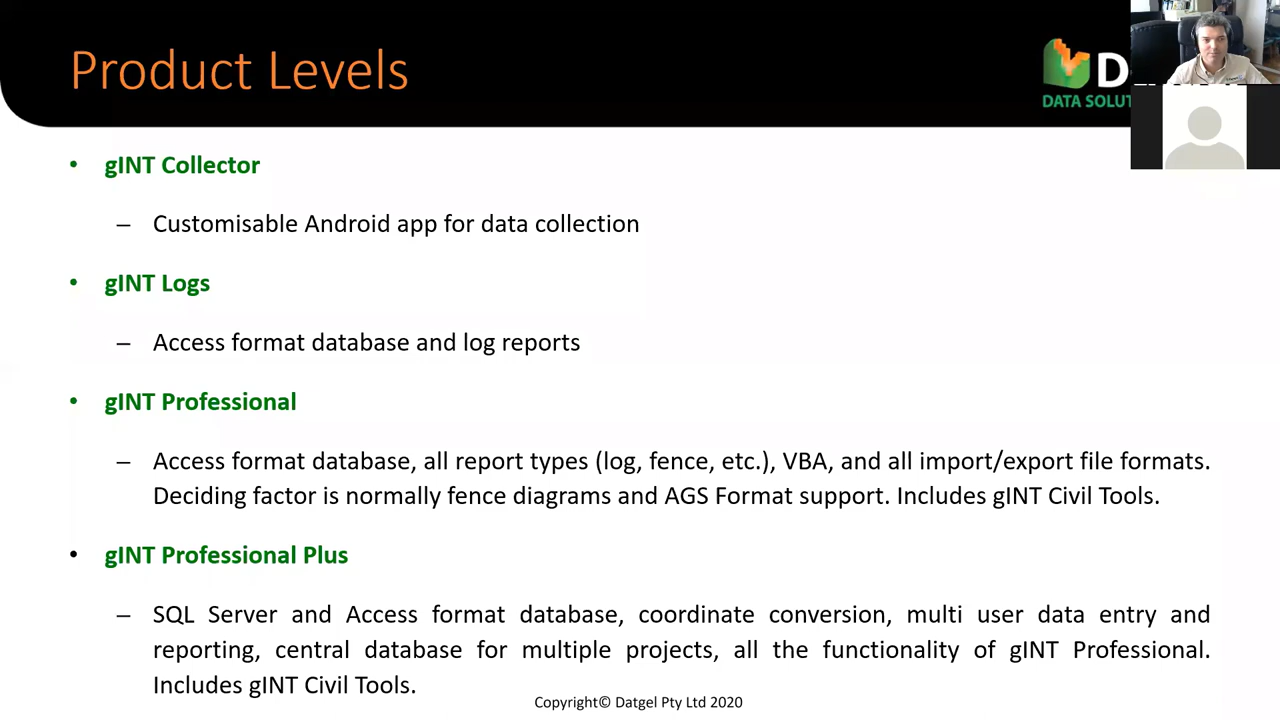 Product Levels
DATA SOLUT
• gINT Collector
– Customisable Android app for data collection
• gINT Logs
– Access format database and log reports
• gINT Professional
– Access format database, all report types (log, fence, etc.), VBA, and all import/export file formats.
Deciding factor is normally fence diagrams and AGS Format support. Includes gINT Civil Tools.
• gINT Professional Plus
– SQL Server and Access format database, coordinate conversion, multi user data entry and
reporting, central database for multiple projects, all the functionality of gINT Professional.
Includes gINT Civil Tools.
Copyright© Datgel Pty Ltd 2020